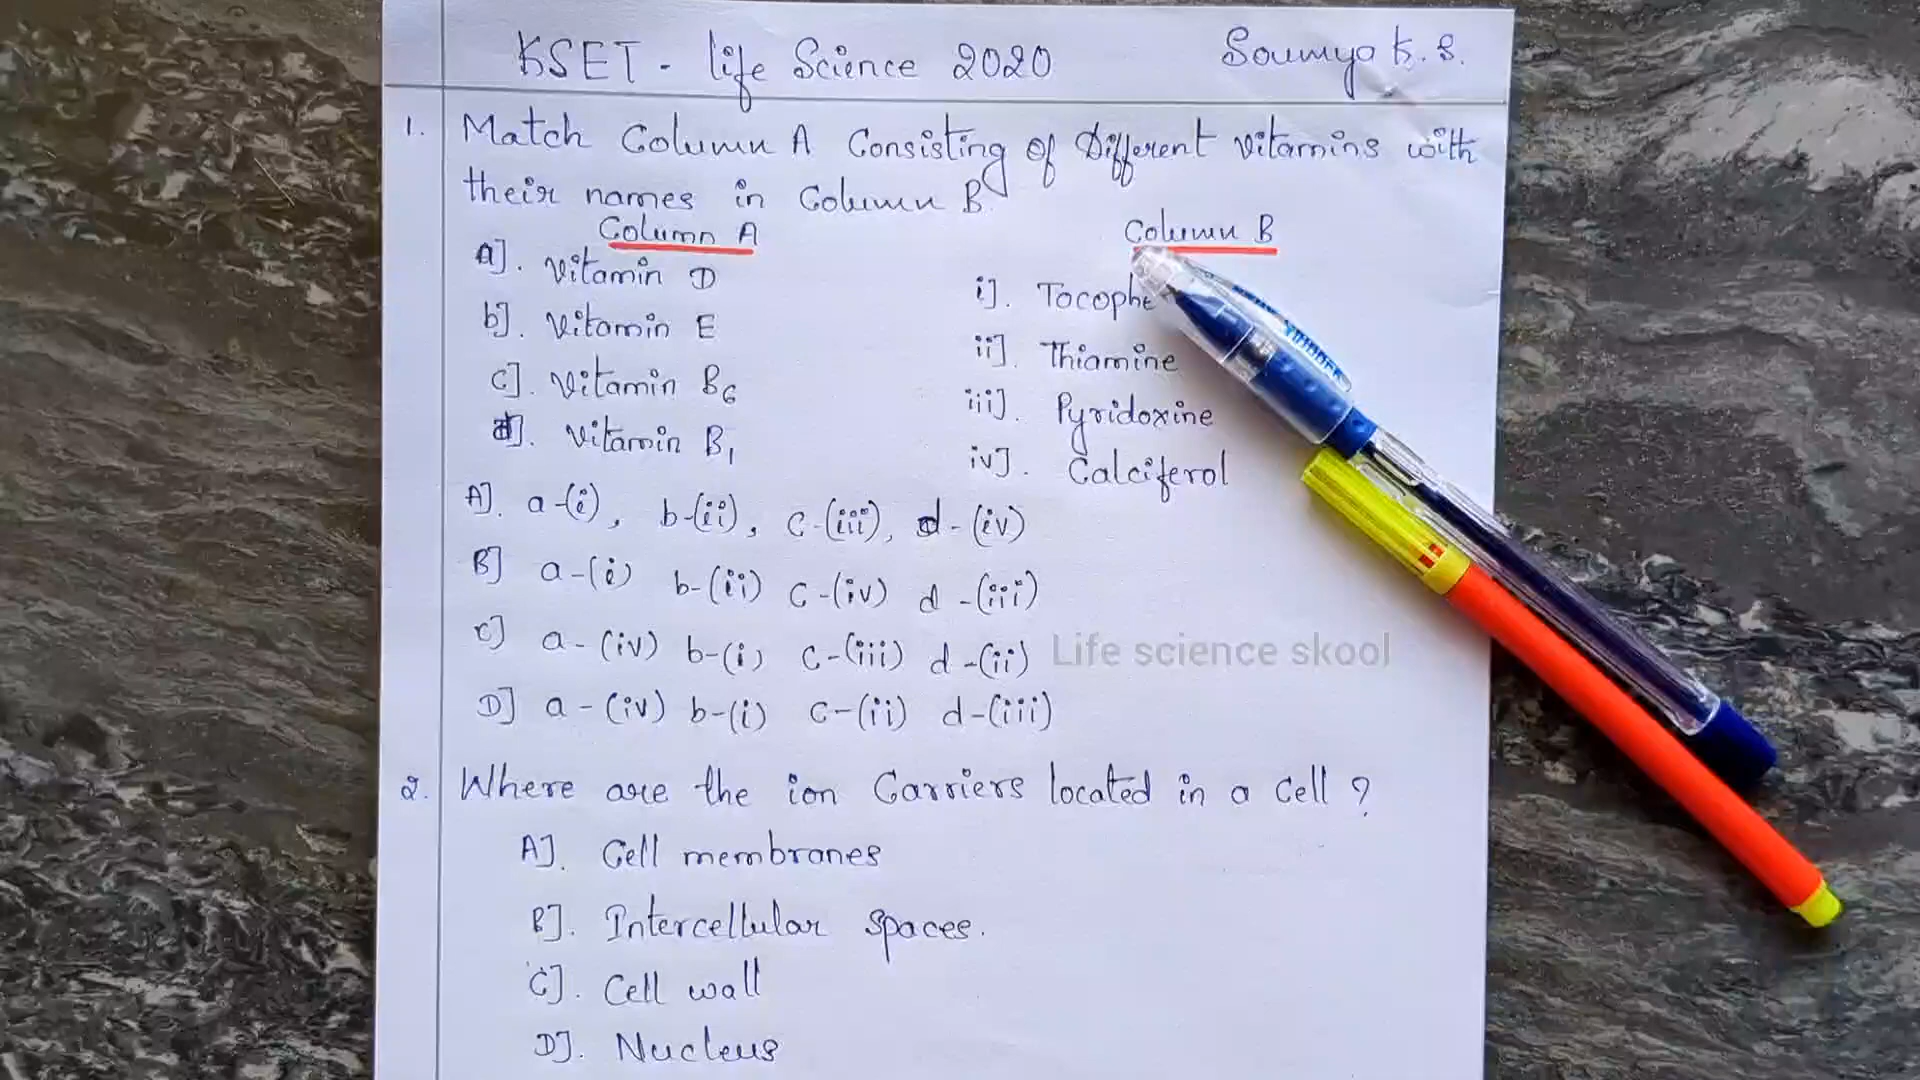 KSET - life Science 2020 Soumya K. S.
1. Match Column A Consisting of Different vitamins with
their names in Column B.
Column A Column B
a]. Vitamin D i]. Tocophe
b]. Vitamin E ii]. Thiamine
c]. Vitamin B6 iii]. Pyridoxine
d]. Vitamin B1 iv]. Calciferol
A]. a-(i), b-(ii), c-(iii), d-(iv)
B] a-(i) b-(ii) c-(iv) d-(iii)
C] a-(iv) b-(i) c-(iii) d-(ii) Life science skool
D] a-(iv) b-(i) c-(ii) d-(iii)
2. Where are the ion Carriers located in a cell ?
A]. Cell membranes
B]. Intercellular spaces.
C]. Cell wall
D]. Nucleus